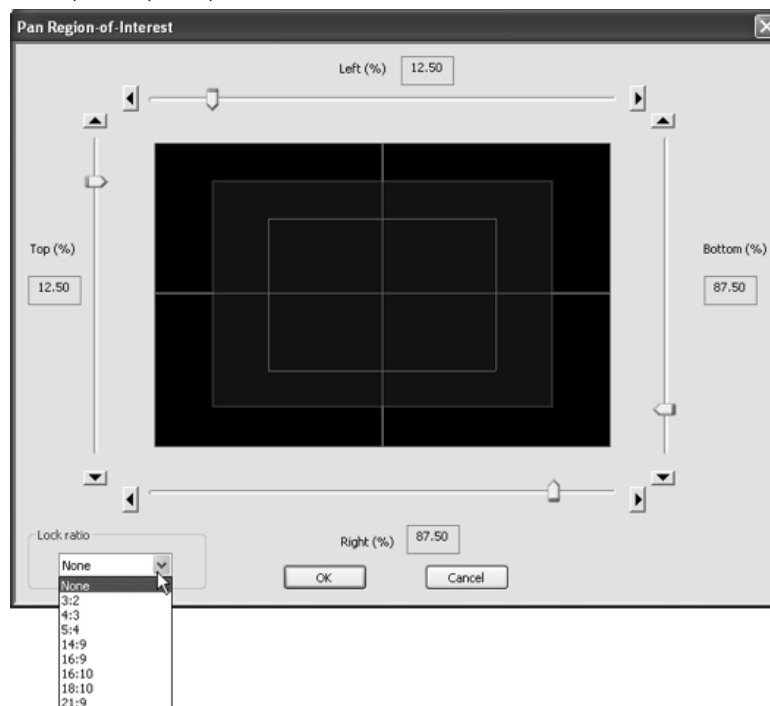 Pan Region-of-Interest
Left (%) 12.50
Top (%)
12.50
Bottom (%)
87.50
Right (%) 87.50
Lock ratio
None
OK
Cancel
None
3:2
4:3
5:4
14:9
16:9
16:10
18:10
21:9